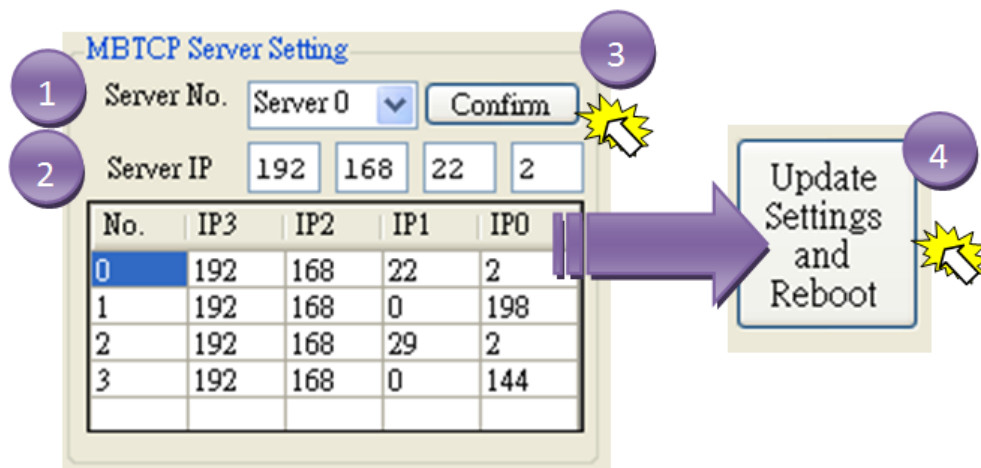 MBTCP Server Setting
3
1
Server No. Server 0 Confirm
2
Server IP 192 168 22 2
No. IP3 IP2 IP1 IP0
0 192 168 22 2
1 192 168 0 198
2 192 168 29 2
3 192 168 0 144
4
Update
Settings
and
Reboot